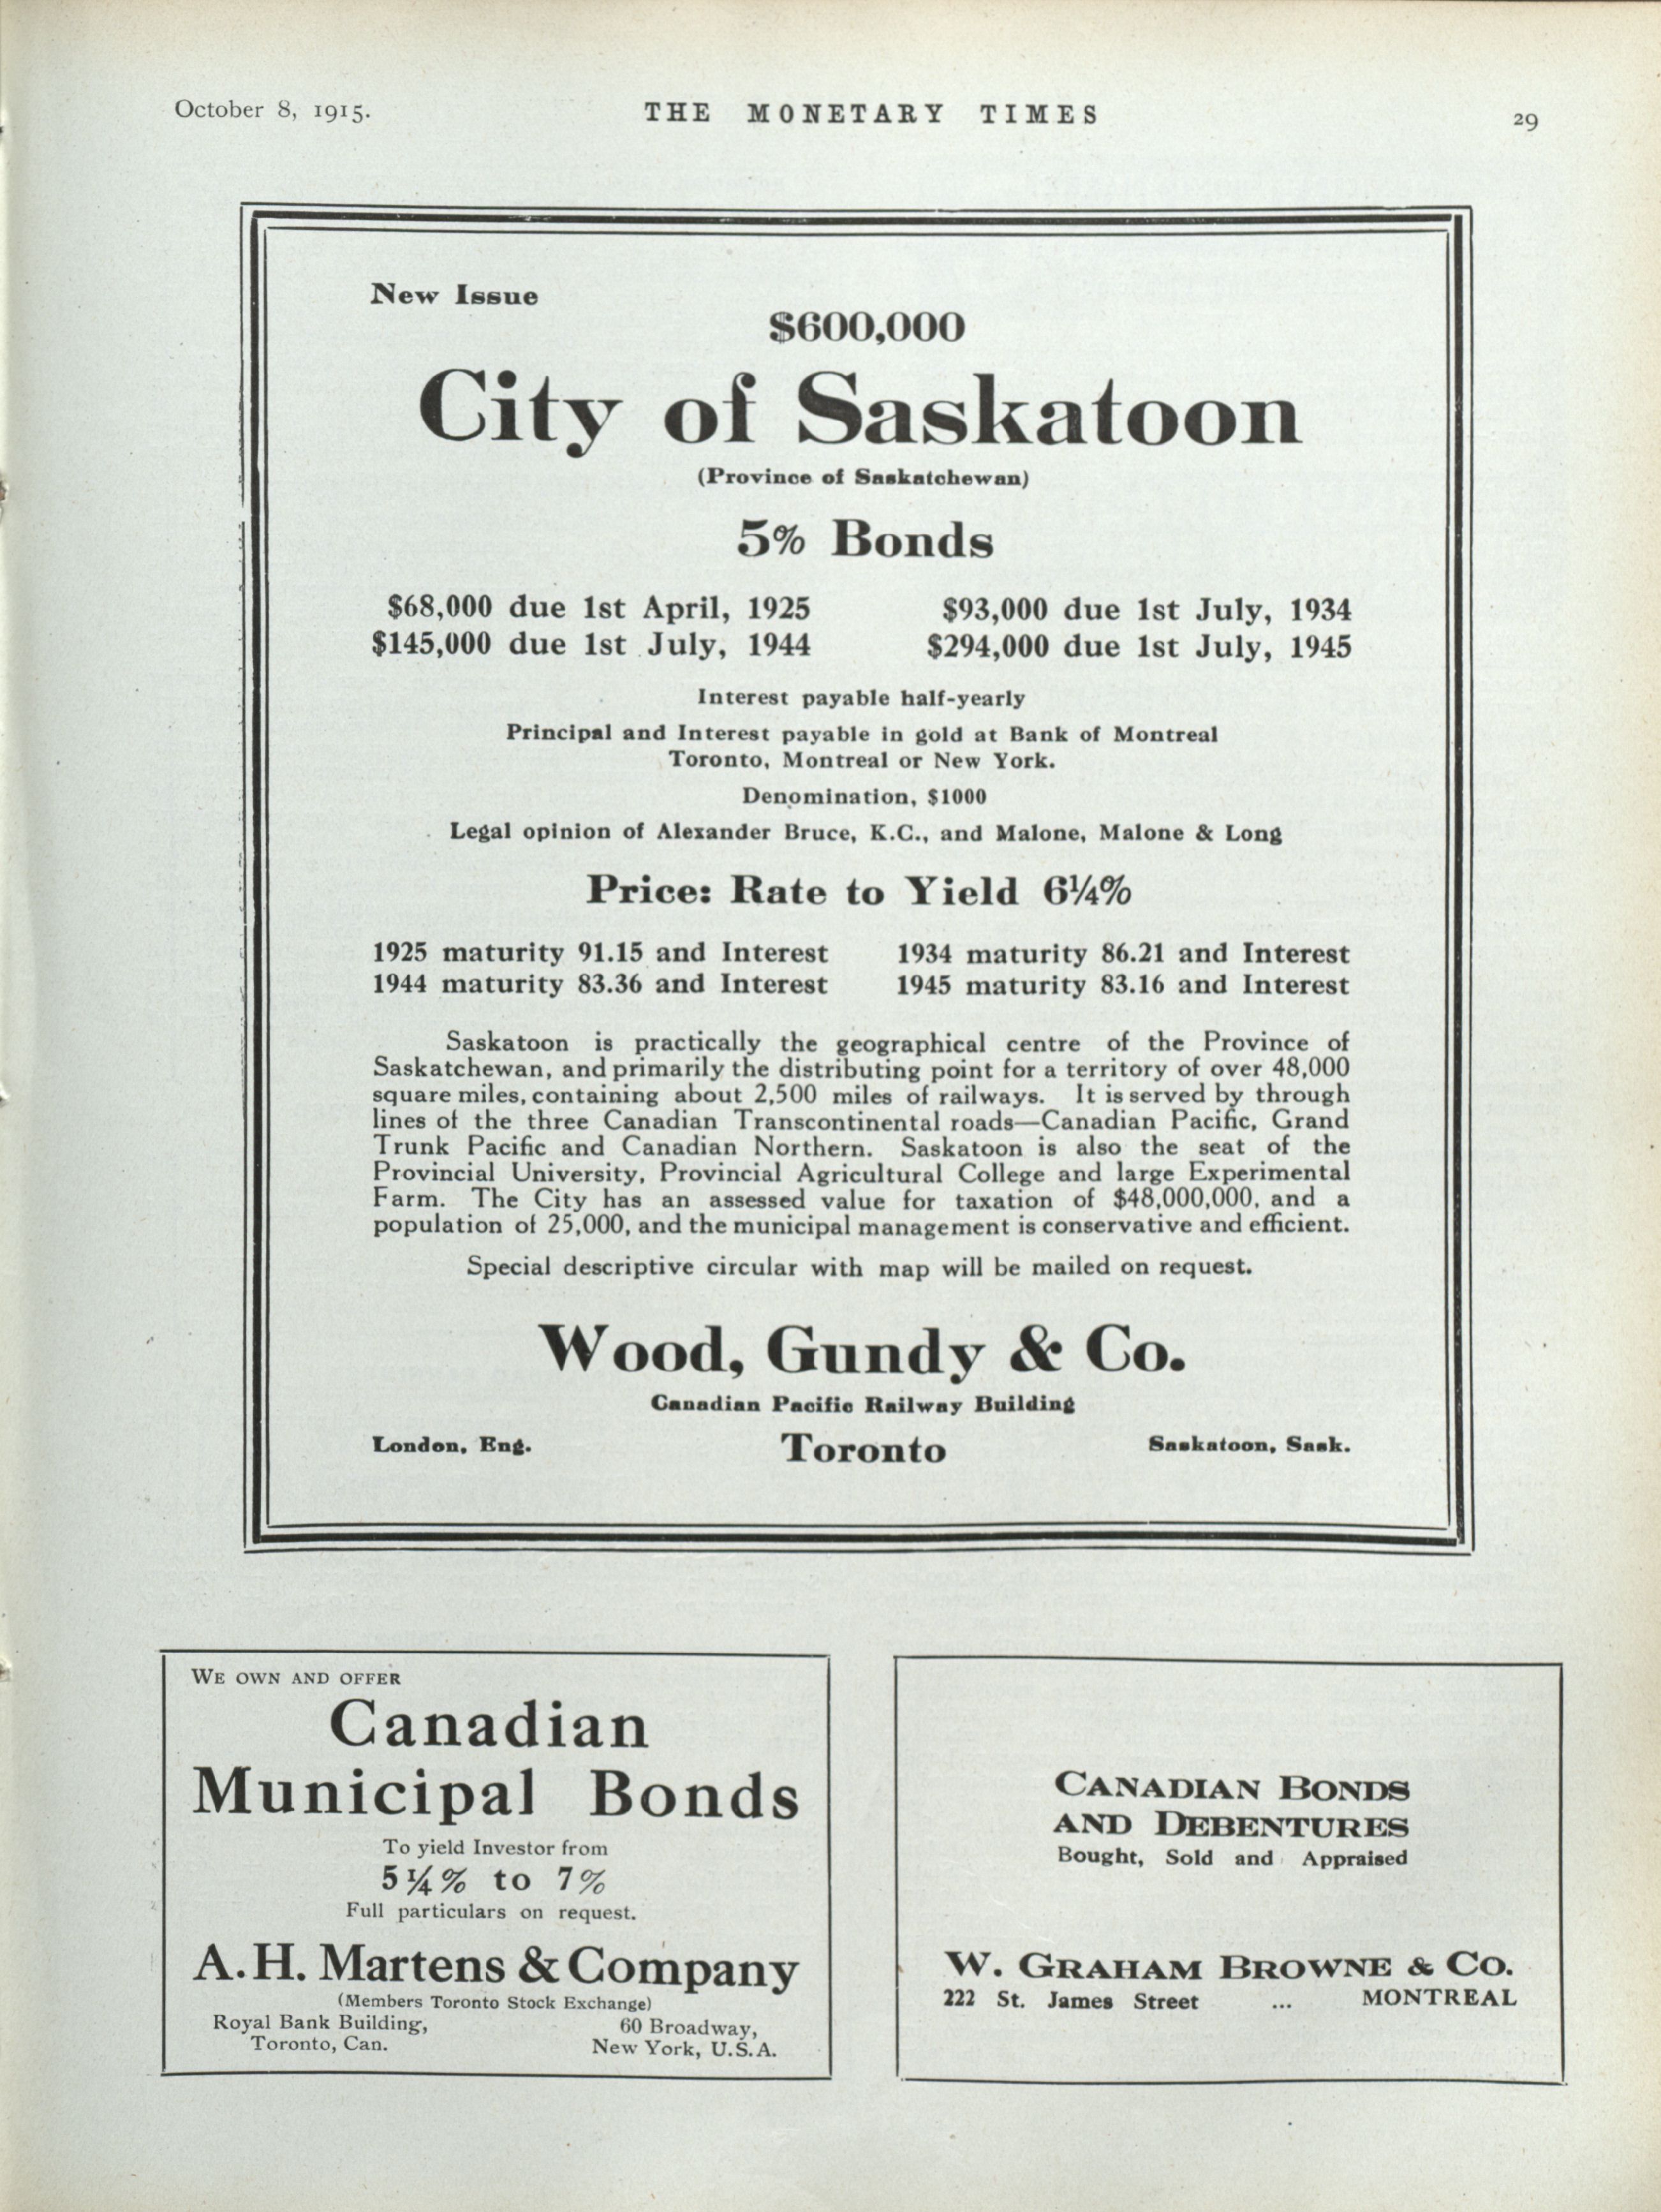 October 8, 1915.
THE MONETARY TIMES
29
New Issue
$600,000
City of Saskatoon
(Province of Saskatchewan)
5% Bonds
$68,000 due 1st April, 1925 $93,000 due 1st July, 1934
$145,000 due 1st July, 1944 $294,000 due 1st July, 1945
Interest payable half-yearly
Principal and Interest payable in gold at Bank of Montreal
Toronto, Montreal or New York.
Denomination, $1000
Legal opinion of Alexander Bruce, K.C., and Malone, Malone & Long
Price: Rate to Yield 6¼%
1925 maturity 91.15 and Interest 1934 maturity 86.21 and Interest
1944 maturity 83.36 and Interest 1945 maturity 83.16 and Interest
Saskatoon is practically the geographical centre of the Province of
Saskatchewan, and primarily the distributing point for a territory of over 48,000
square miles, containing about 2,500 miles of railways. It is served by through
lines of the three Canadian Transcontinental roads—Canadian Pacific, Grand
Trunk Pacific and Canadian Northern. Saskatoon is also the seat of the
Provincial University, Provincial Agricultural College and large Experimental
Farm. The City has an assessed value for taxation of $48,000,000, and a
population of 25,000, and the municipal management is conservative and efficient.
Special descriptive circular with map will be mailed on request.
Wood, Gundy & Co.
Canadian Pacific Railway Building
London, Eng. Toronto Saskatoon, Sask.
WE OWN AND OFFER
Canadian
Municipal Bonds
To yield Investor from
5¼% to 7%
Full particulars on request.
A. H. Martens & Company
(Members Toronto Stock Exchange)
Royal Bank Building, 60 Broadway,
Toronto, Can. New York, U.S.A.
CANADIAN BONDS
AND DEBENTURES
Bought, Sold and Appraised
W. GRAHAM BROWNE & CO.
222 St. James Street ... MONTREAL